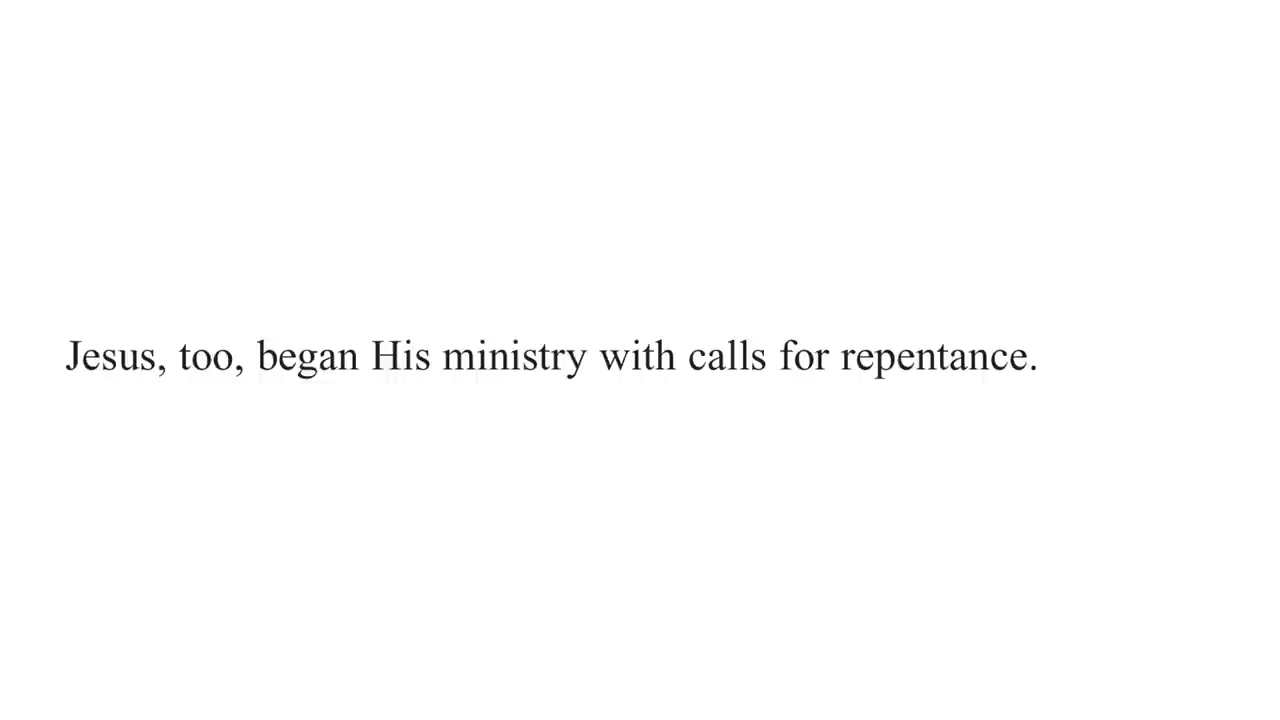 Jesus, too, began His ministry with calls for repentance.